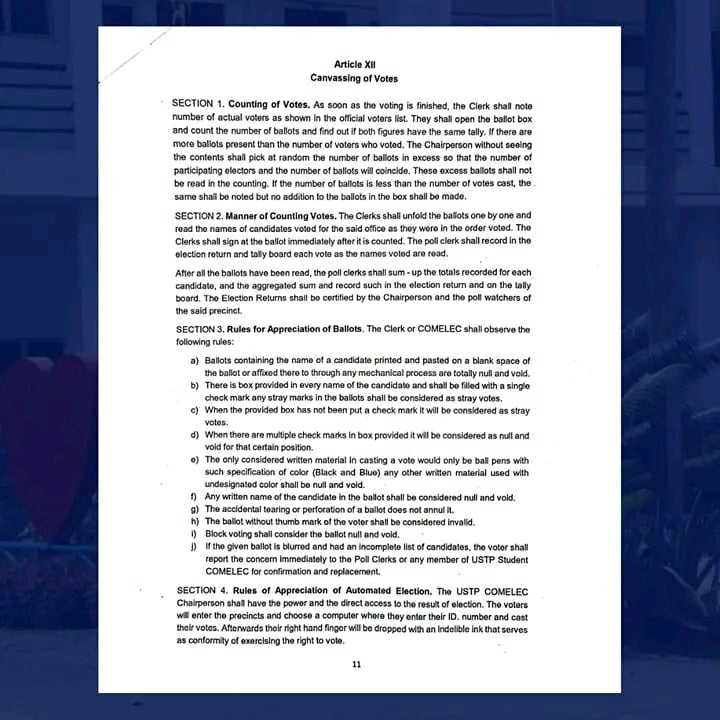 Article XII
Canvassing of Votes
SECTION 1. Counting of Votes. As soon as the voting is finished, the Clerk shall note
number of actual voters as shown in the official voters list. They shall open the ballot box
and count the number of ballots and find out if both figures have the same tally. If there are
more ballots present than the number of voters who voted. The Chairperson without seeing
the contents shall pick at random the number of ballots in excess so that the number of
participating electors and the number of ballots will coincide. These excess ballots shall not
be read in the counting. If the number of ballots is less than the number of votes cast, the
same shall be noted but no addition to the ballots in the box shall be made.
SECTION 2. Manner of Counting Votes. The Clerks shall unfold the ballots one by one and
read the names of candidates voted for the said office as they were in the order voted. The
Clerks shall sign at the ballot immediately after it is counted. The poll clerk shall record in the
election return and tally board each vote as the names voted are read.
After all the ballots have been read, the poll clerks shall sum - up the totals recorded for each
candidate, and the aggregated sum and record such in the election return and on the tally
board. The Election Returns shall be certified by the Chairperson and the poll watchers of
the said precinct.
SECTION 3. Rules for Appreciation of Ballots. The Clerk or COMELEC shall observe the
following rules:
a) Ballots containing the name of a candidate printed and pasted on a blank space of
the ballot or affixed there to through any mechanical process are totally null and void.
b) There is box provided in every name of the candidate and shall be filled with a single
check mark any stray marks in the ballots shall be considered as stray votes.
c) When the provided box has not been put a check mark it will be considered as stray
votes.
d) When there are multiple check marks in box provided it will be considered as null and
void for that certain position.
e) The only considered written material in casting a vote would only be ball pens with
such specification of color (Black and Blue) any other written material used with
undesignated color shall be null and void.
f) Any written name of the candidate in the ballot shall be considered null and void.
g) The accidental tearing or perforation of a ballot does not annul it.
h) The ballot without thumb mark of the voter shall be considered invalid.
i) Block voting shall consider the ballot null and void.
j) If the given ballot is blurred and had an incomplete list of candidates, the voter shall
report the concern immediately to the Poll Clerks or any member of USTP Student
COMELEC for confirmation and replacement.
SECTION 4. Rules of Appreciation of Automated Election. The USTP COMELEC
Chairperson shall have the power and the direct access to the result of election. The voters
will enter the precincts and choose a computer where they enter their ID. number and cast
their votes. Afterwards their right hand finger will be dropped with an indelible ink that serves
as conformity of exercising the right to vote.
11